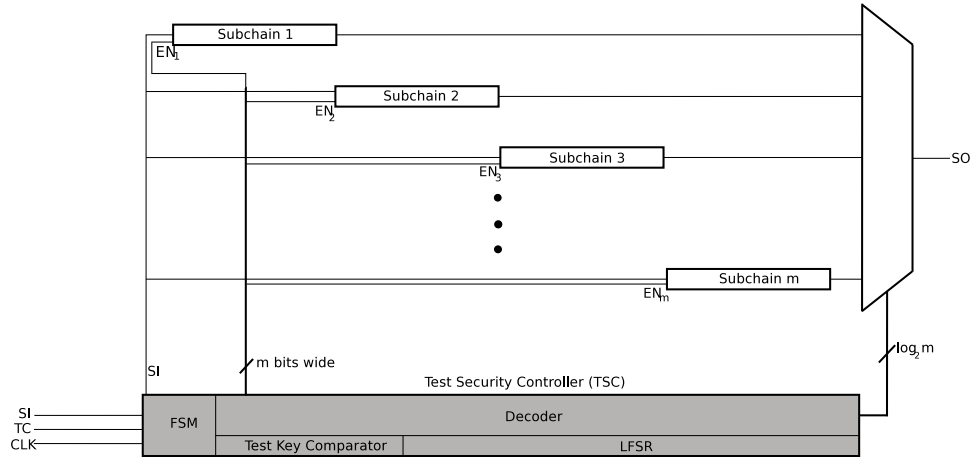 Subchain 1
EN1
Subchain 2
EN2
Subchain 3
EN3
SO
Subchain m
ENm
log2m
m bits wide
SI
Test Security Controller (TSC)
SI
TC
CLK
FSM
Decoder
Test Key Comparator
LFSR